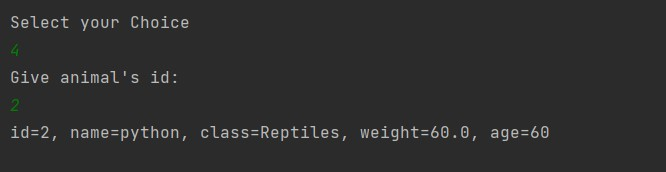 Select your Choice
4
Give animal's id:
2
id=2, name=python, class=Reptiles, weight=60.0, age=60